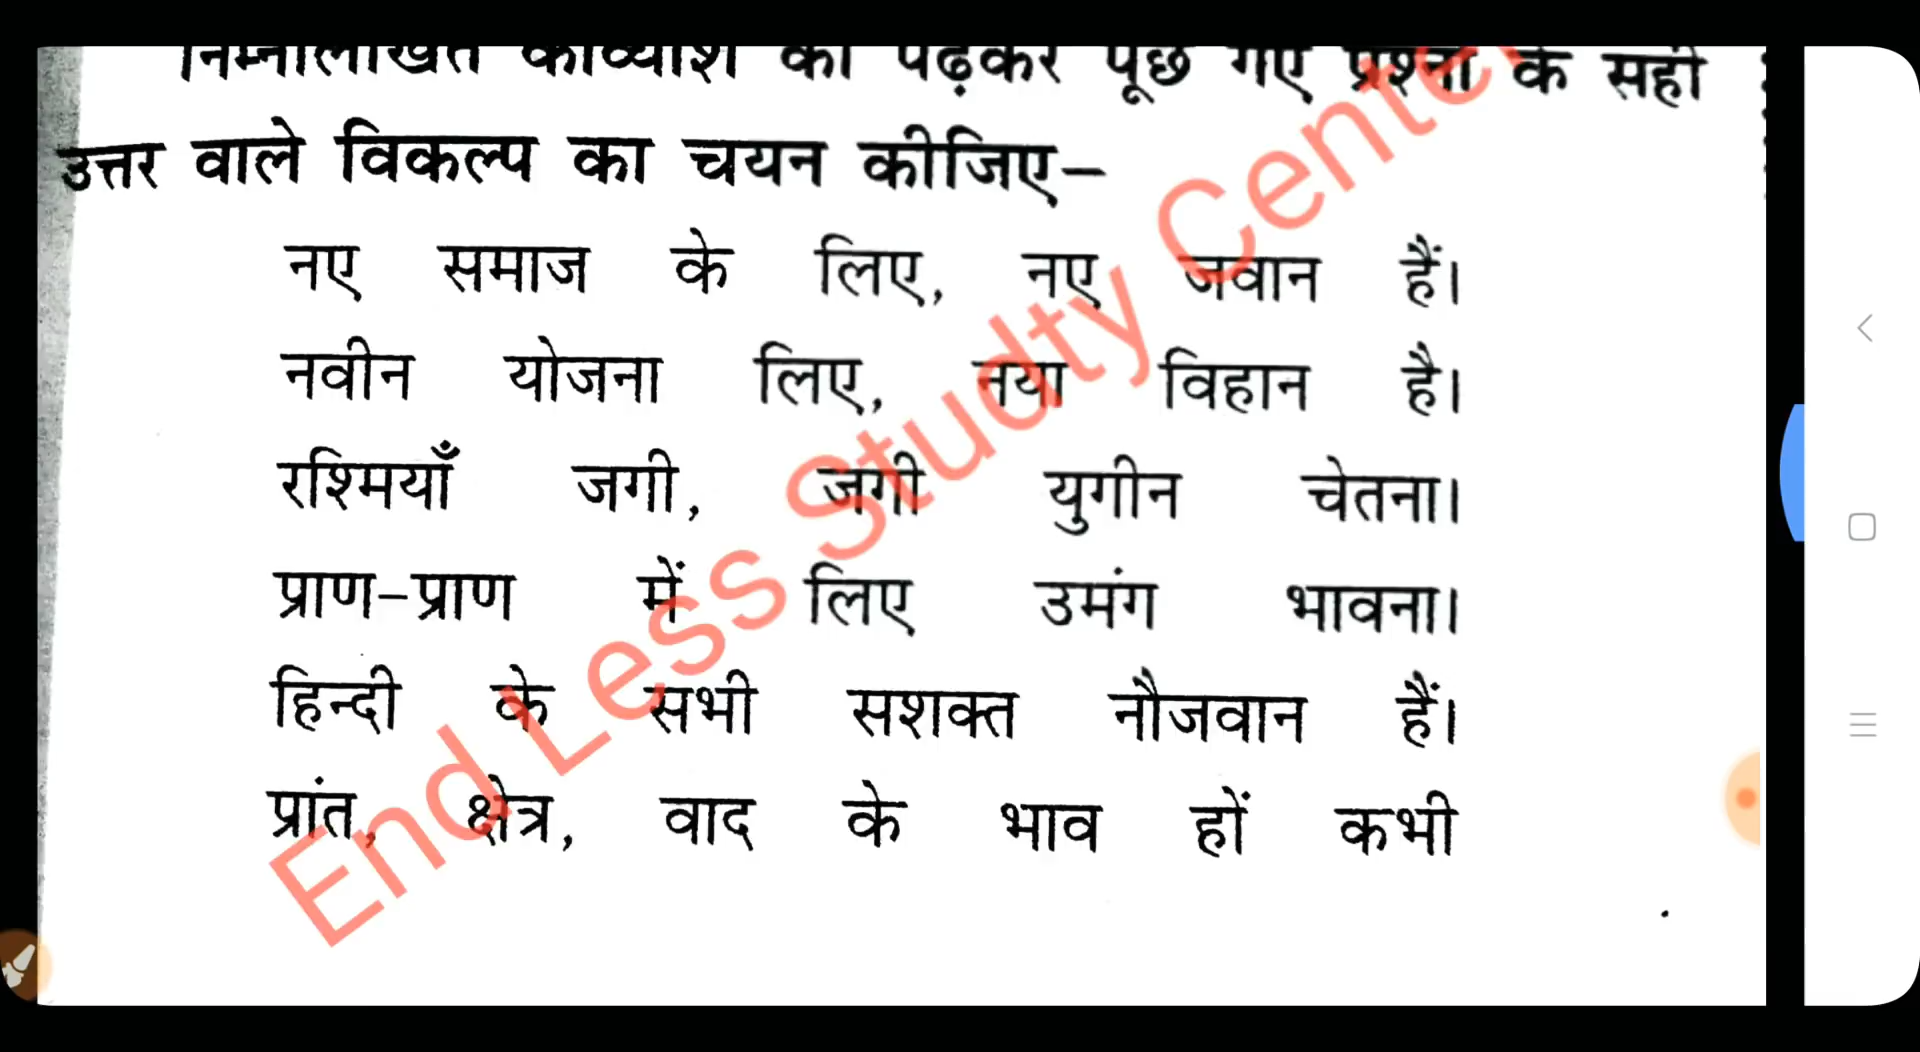 निम्नलिखित काव्यांश को पढ़कर पूछे गए प्रश्नों के सही
उत्तर वाले विकल्प का चयन कीजिए–
नए समाज के लिए, नए जवान हैं।
नवीन योजना लिए, नया विहान है।
रश्मियाँ जगी, जगी युगीन चेतना।
प्राण–प्राण में लिए उमंग भावना।
हिन्दी के सभी सशक्त नौजवान हैं।
प्रांत, क्षेत्र, वाद के भाव हों कभी
End Less Studty Center